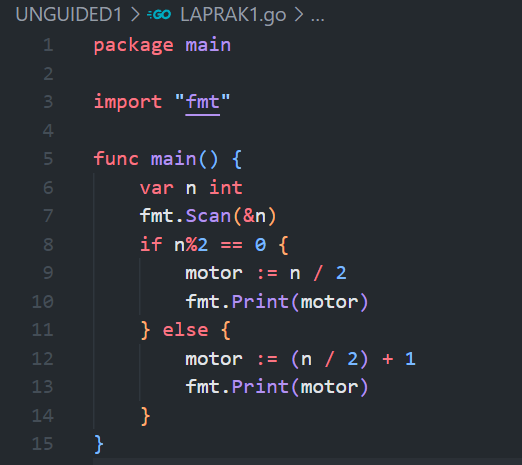 UNGUIDED1 > GO LAPRAK1.go > ...
1 package main
2
3 import "fmt"
4
5 func main() {
6     var n int
7     fmt.Scan(&n)
8     if n%2 == 0 {
9         motor := n / 2
10         fmt.Print(motor)
11     } else {
12         motor := (n / 2) + 1
13         fmt.Print(motor)
14     }
15 }